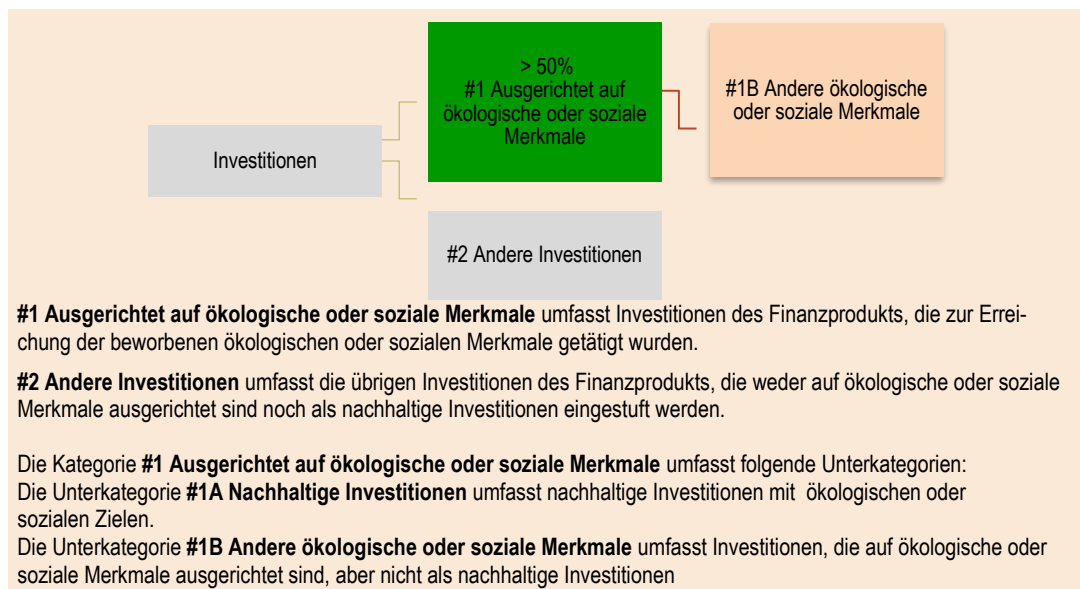 > 50%
#1 Ausgerichtet auf
ökologische oder soziale
Merkmale
#1B Andere ökologische
oder soziale Merkmale
Investitionen
#2 Andere Investitionen
#1 Ausgerichtet auf ökologische oder soziale Merkmale umfasst Investitionen des Finanzprodukts, die zur Errei-
chung der beworbenen ökologischen oder sozialen Merkmale getätigt wurden.
#2 Andere Investitionen umfasst die übrigen Investitionen des Finanzprodukts, die weder auf ökologische oder soziale
Merkmale ausgerichtet sind noch als nachhaltige Investitionen eingestuft werden.
Die Kategorie #1 Ausgerichtet auf ökologische oder soziale Merkmale umfasst folgende Unterkategorien:
Die Unterkategorie #1A Nachhaltige Investitionen umfasst nachhaltige Investitionen mit ökologischen oder
sozialen Zielen.
Die Unterkategorie #1B Andere ökologische oder soziale Merkmale umfasst Investitionen, die auf ökologische oder
soziale Merkmale ausgerichtet sind, aber nicht als nachhaltige Investitionen